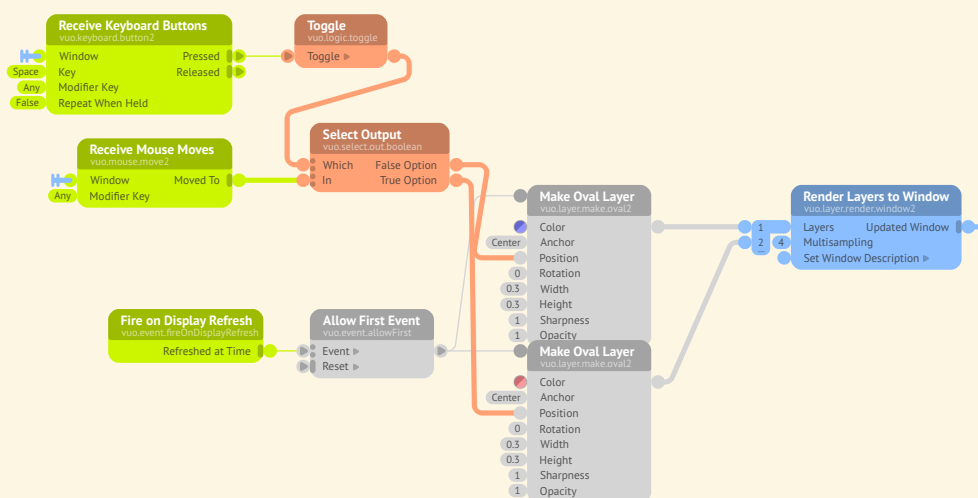 Receive Keyboard Buttons
vuo.keyboard.button2
Window Pressed
Space Key Released
Any Modifier Key
False Repeat When Held
Toggle
vuo.logic.toggle
Toggle
Receive Mouse Moves
vuo.mouse.move2
Window Moved To
Any Modifier Key
Select Output
vuo.select.out.boolean
Which False Option
In True Option
Fire on Display Refresh
vuo.event.fireOnDisplayRefresh
Refreshed at Time
Allow First Event
vuo.event.allowFirst
Event
Reset
Make Oval Layer
vuo.layer.make.oval2
Color
Center Anchor
Position
0 Rotation
0.3 Width
0.3 Height
1 Sharpness
1 Opacity
Make Oval Layer
vuo.layer.make.oval2
Color
Center Anchor
Position
0 Rotation
0.3 Width
0.3 Height
1 Sharpness
1 Opacity
Render Layers to Window
vuo.layer.render.window2
1 Layers Updated Window
2 4 Multisampling
Set Window Description